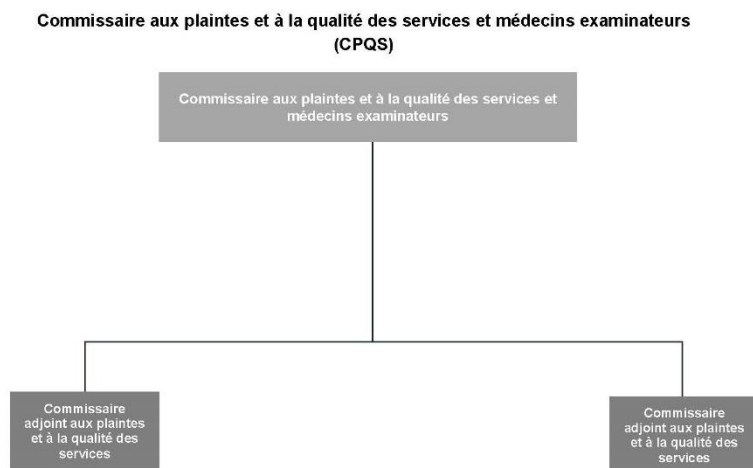 Commissaire aux plaintes et à la qualité des services et médecins examinateurs
(CPQS)
Commissaire aux plaintes et à la qualité des services et
médecins examinateurs
Commissaire
adjoint aux plaintes
et à la qualité des
services
Commissaire
adjoint aux plaintes
et à la qualité des
services